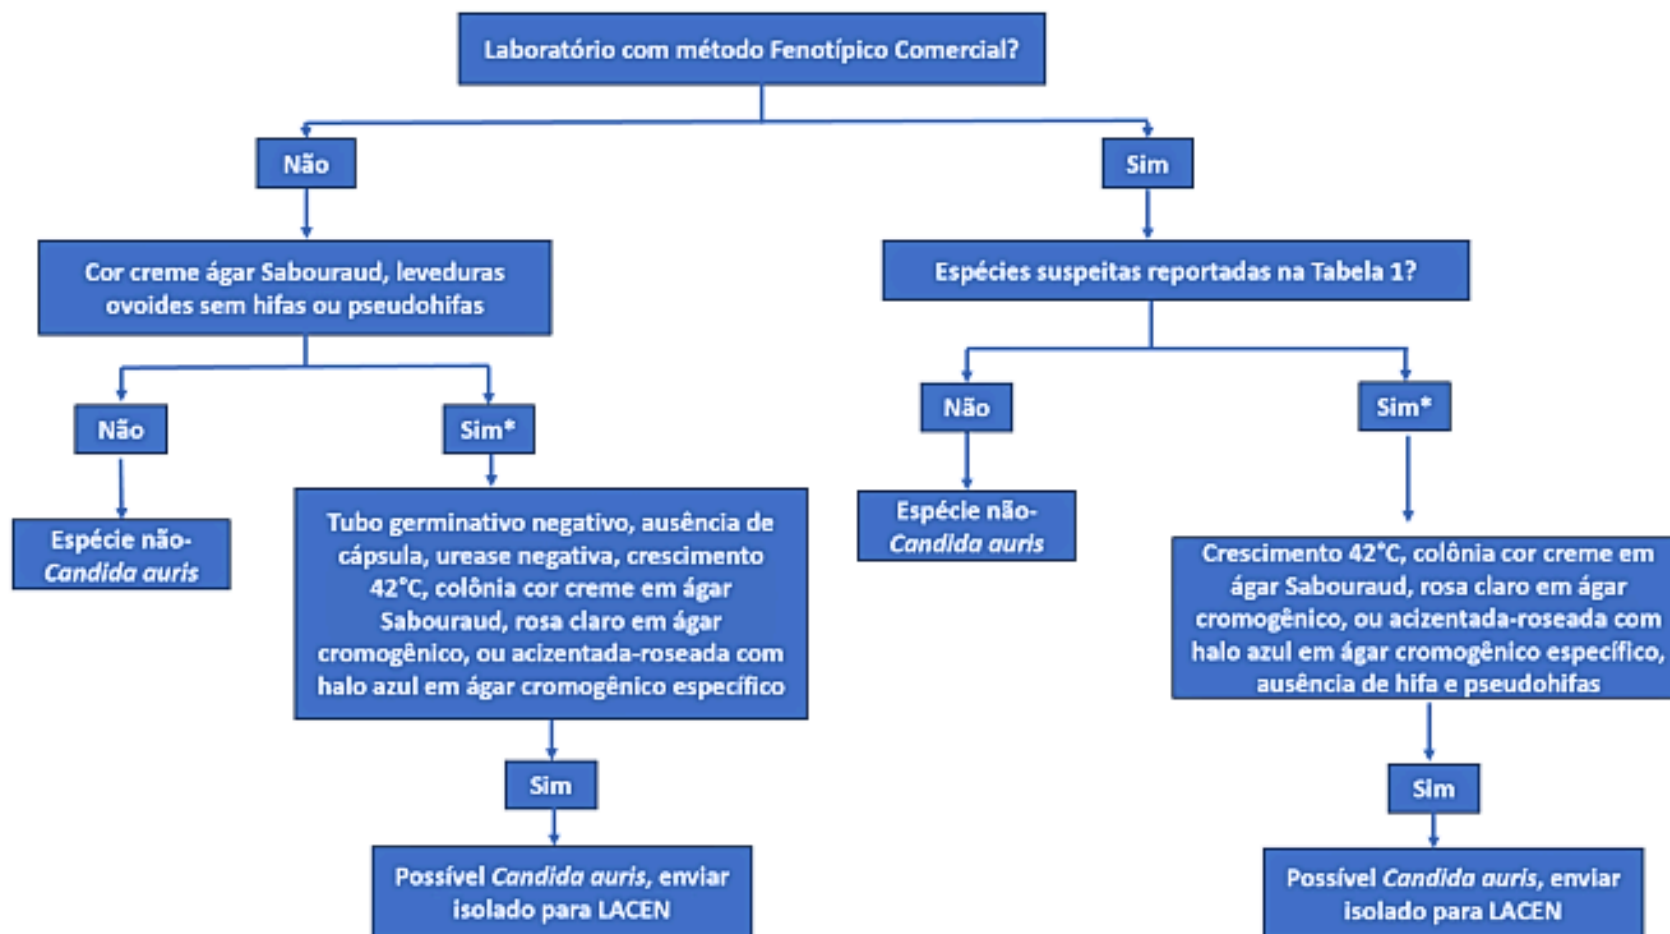 Laboratório com método Fenotípico Comercial?
Não
Sim
Cor creme ágar Sabouraud, leveduras
ovoides sem hifas ou pseudohifas
Espécies suspeitas reportadas na Tabela 1?
Não
Sim*
Não
Sim*
Espécie não-
Candida auris
Tubo germinativo negativo, ausência de
cápsula, urease negativa, crescimento
42°C, colônia cor creme em ágar
Sabouraud, rosa claro em ágar
cromogênico, ou acizentada-roseada com
halo azul em ágar cromogênico específico
Espécie não-
Candida auris
Crescimento 42°C, colônia cor creme em
ágar Sabouraud, rosa claro em ágar
cromogênico, ou acizentada-roseada com
halo azul em ágar cromogênico específico,
ausência de hifa e pseudohifas
Sim
Sim
Possível Candida auris, enviar
isolado para LACEN
Possível Candida auris, enviar
isolado para LACEN